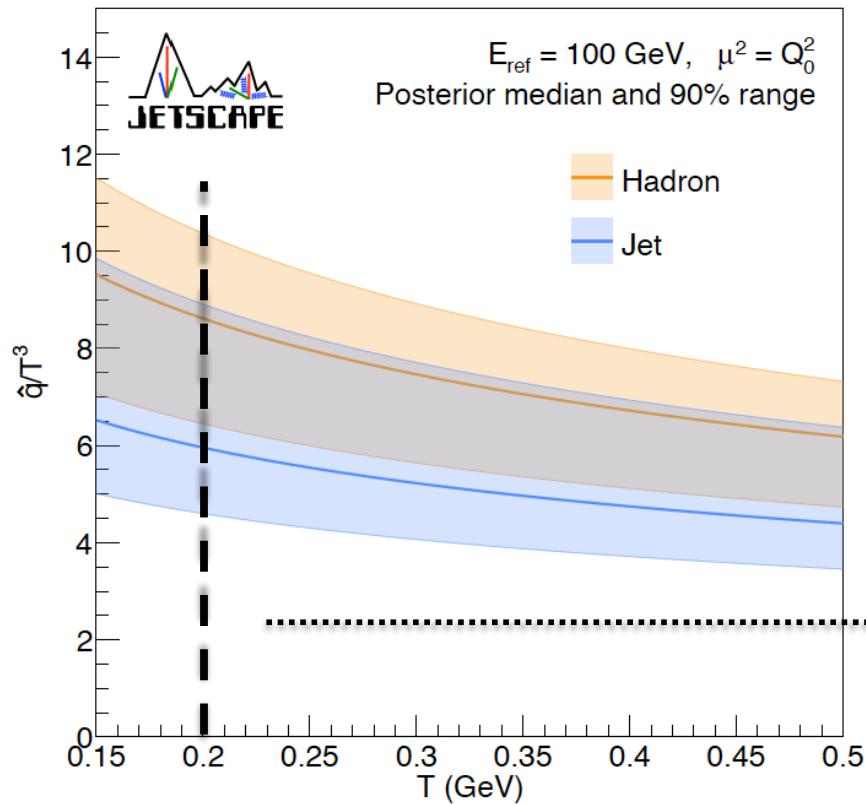 14
12
10
8
6
4
2
0
q̂/T³
JETSCAPE
E_ref = 100 GeV, μ² = Q₀²
Posterior median and 90% range
Hadron
Jet
0.15 0.2 0.25 0.3 0.35 0.4 0.45 0.5
T (GeV)